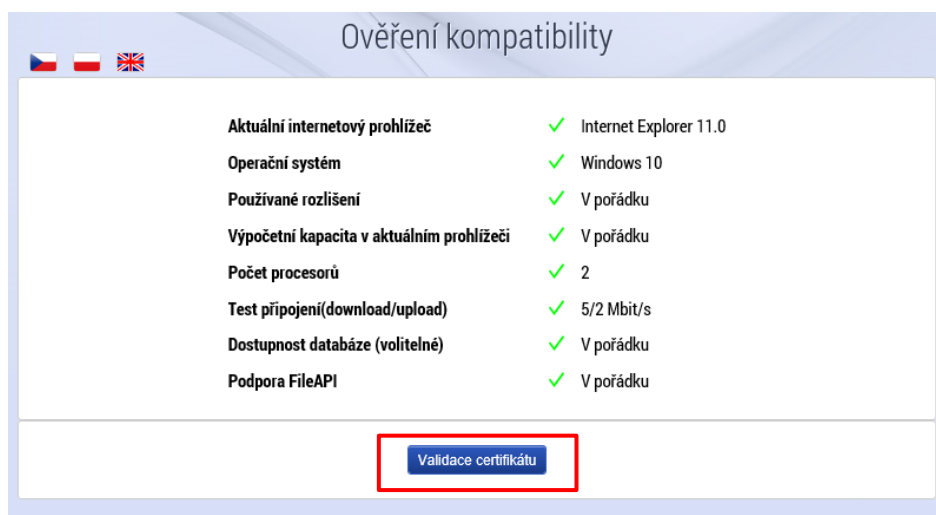 Ověření kompatibility
Aktuální internetový prohlížeč Internet Explorer 11.0
Operační systém Windows 10
Používané rozlišení V pořádku
Výpočetní kapacita v aktuálním prohlížeči V pořádku
Počet procesorů 2
Test připojení(download/upload) 5/2 Mbit/s
Dostupnost databáze (volitelné) V pořádku
Podpora FileAPI V pořádku
Validace certifikátu